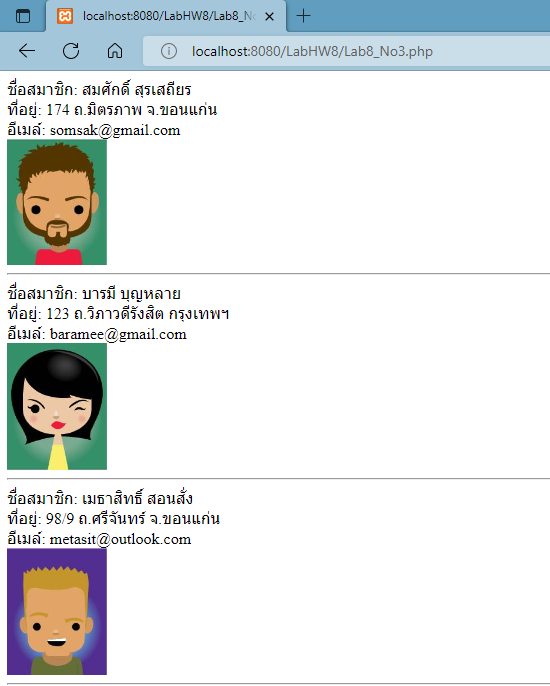 localhost:8080/LabHW8/Lab8_No
localhost:8080/LabHW8/Lab8_No3.php
ชื่อสมาชิก: สมศักดิ์ สุรเสถียร
ที่อยู่: 174 ถ.มิตรภาพ จ.ขอนแก่น
อีเมล์: somsak@gmail.com
ชื่อสมาชิก: บารมี บุญหลาย
ที่อยู่: 123 ถ.วิภาวดีรังสิต กรุงเทพฯ
อีเมล์: baramee@gmail.com
ชื่อสมาชิก: เมธาสิทธิ์ สอนสั่ง
ที่อยู่: 98/9 ถ.ศรีจันทร์ จ.ขอนแก่น
อีเมล์: metasit@outlook.com